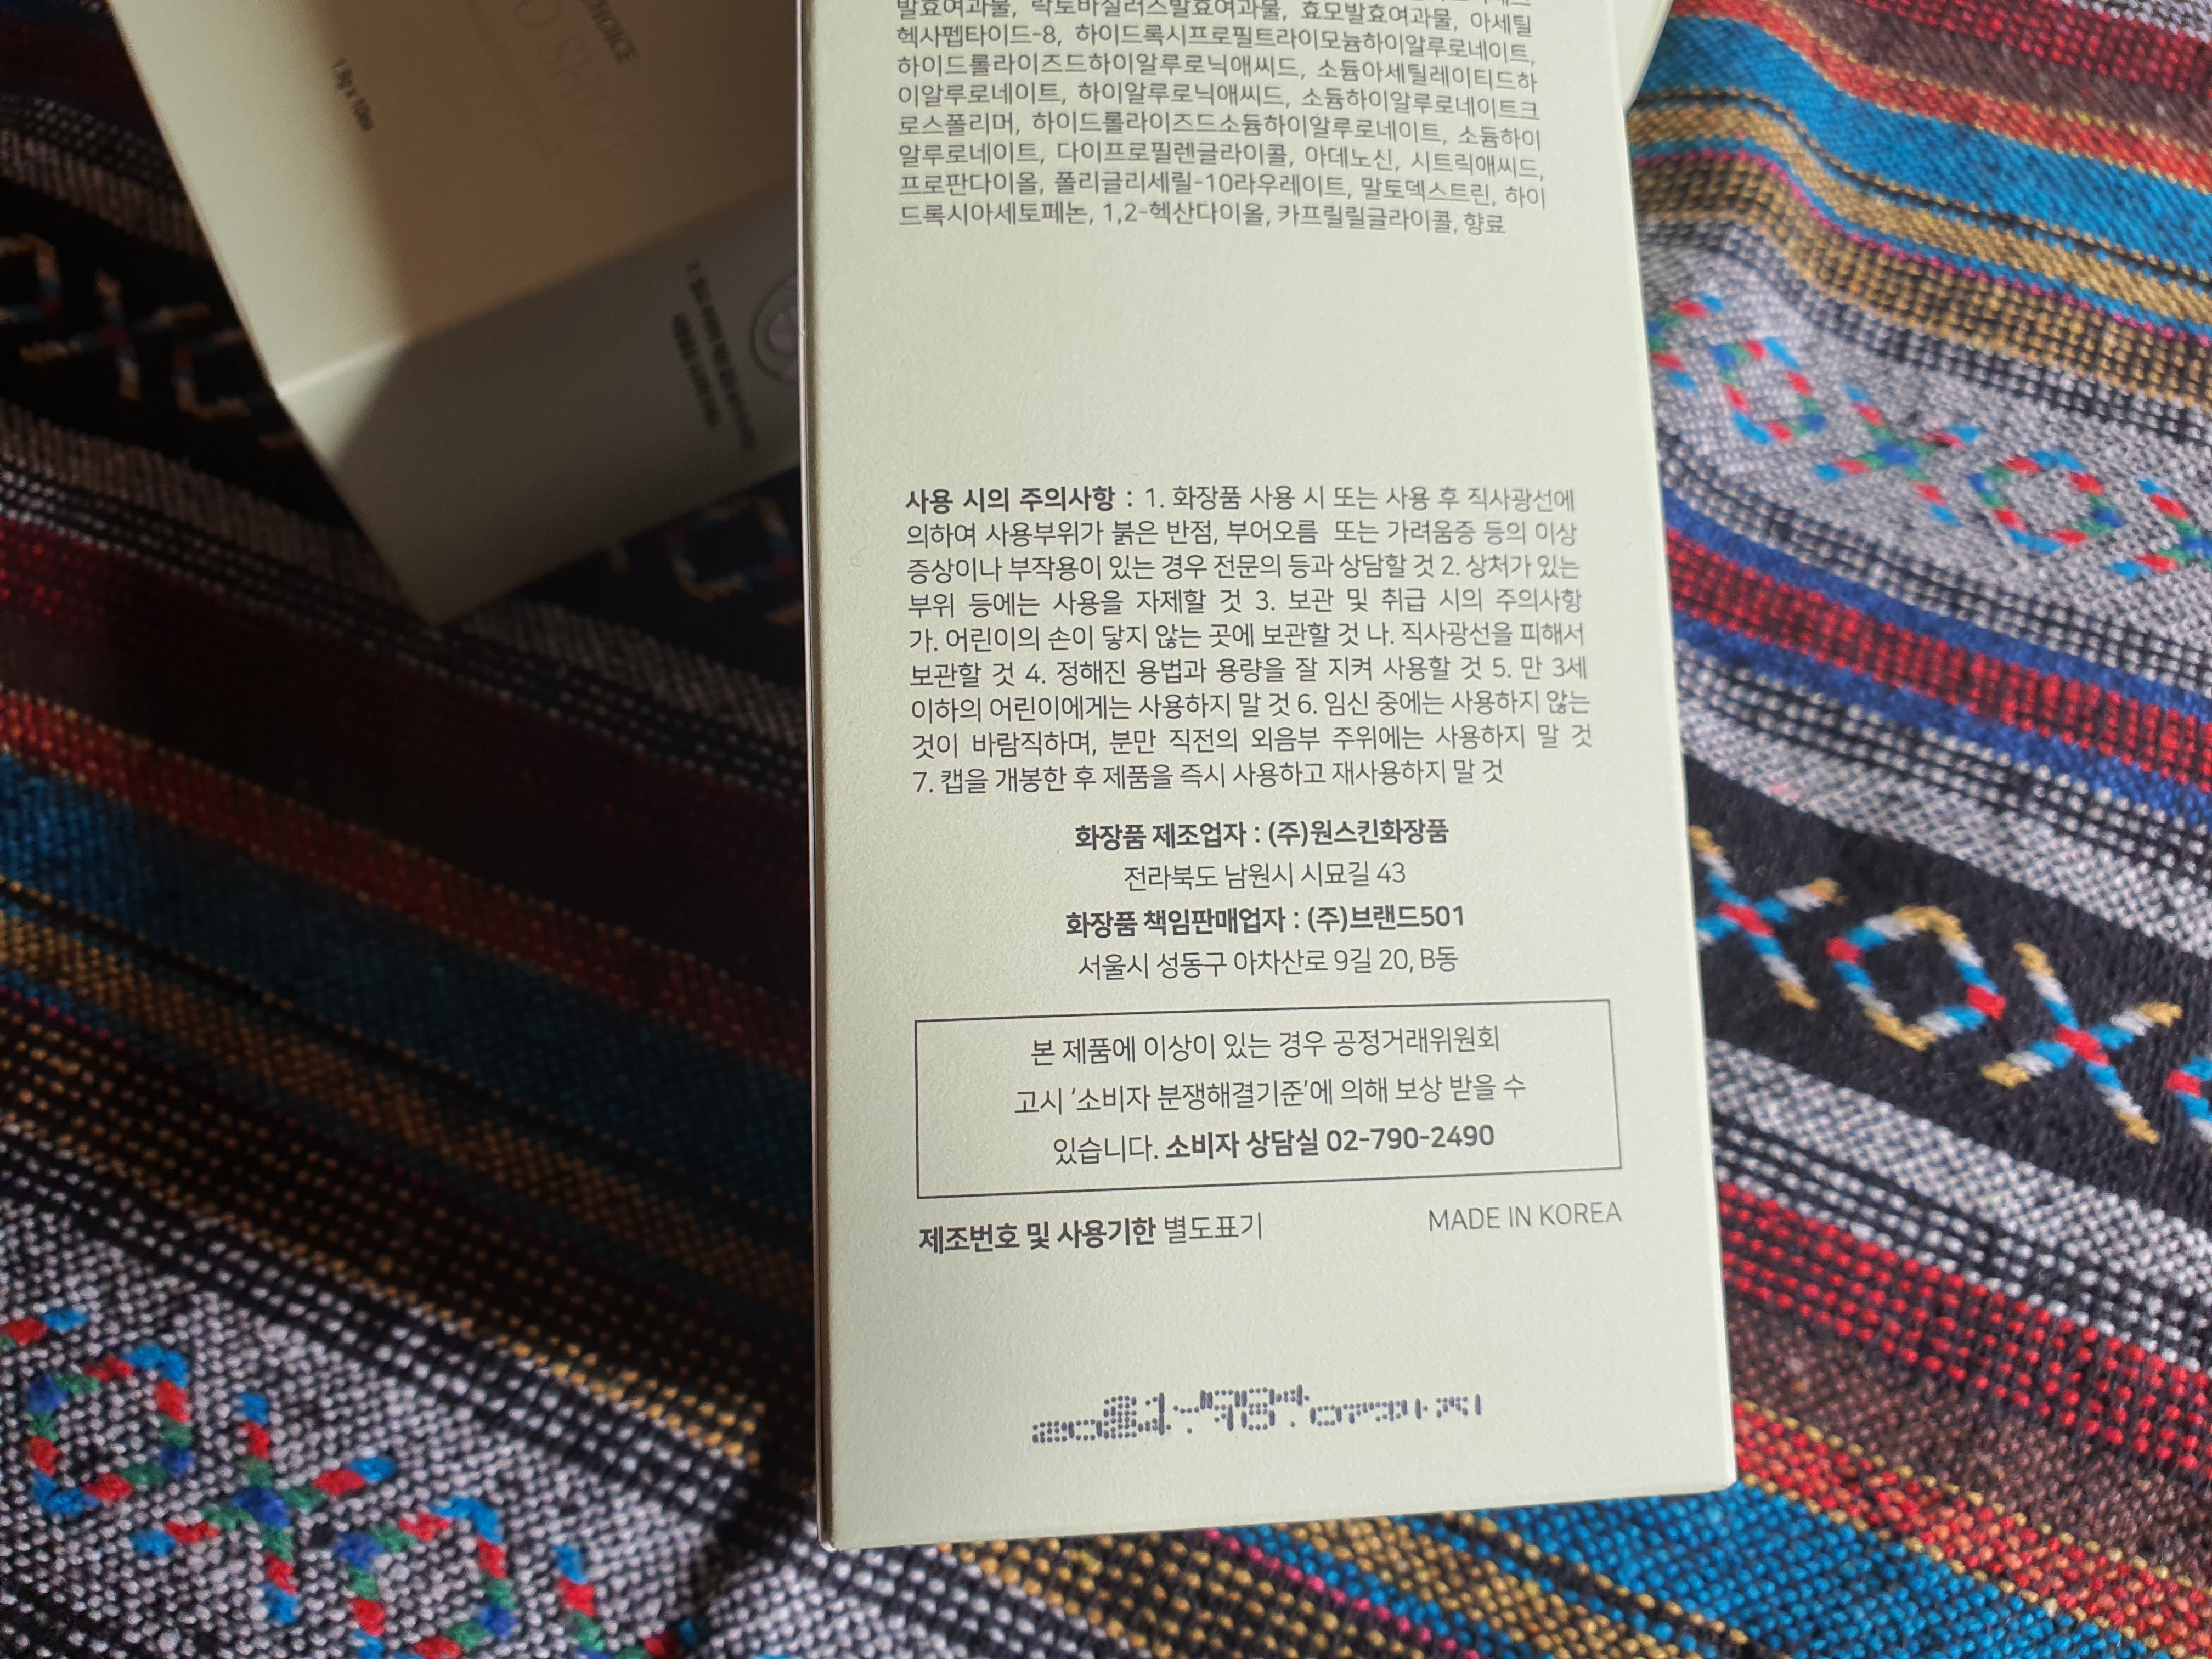 CHOICE
1.8g x 10ea
발효여과물, 락토바실러스발효여과물, 효모발효여과물, 아세틸
헥사펩타이드-8, 하이드록시프로필트라이모늄하이알루로네이트,
하이드롤라이즈드하이알루로닉애씨드, 소듐아세틸레이티드하
이알루로네이트, 하이알루로닉애씨드, 소듐하이알루로네이트크
로스폴리머, 하이드롤라이즈드소듐하이알루로네이트, 소듐하이
알루로네이트, 다이프로필렌글라이콜, 아데노신, 시트릭애씨드,
프로판다이올, 폴리글리세릴-10라우레이트, 말토덱스트린, 하이
드록시아세토페논, 1,2-헥산다이올, 카프릴릴글라이콜, 향료
사용 시의 주의사항 : 1. 화장품 사용 시 또는 사용 후 직사광선에
의하여 사용부위가 붉은 반점, 부어오름 또는 가려움증 등의 이상
증상이나 부작용이 있는 경우 전문의 등과 상담할 것 2. 상처가 있는
부위 등에는 사용을 자제할 것 3. 보관 및 취급 시의 주의사항
가. 어린이의 손이 닿지 않는 곳에 보관할 것 나. 직사광선을 피해서
보관할 것 4. 정해진 용법과 용량을 잘 지켜 사용할 것 5. 만 3세
이하의 어린이에게는 사용하지 말 것 6. 임신 중에는 사용하지 않는
것이 바람직하며, 분만 직전의 외음부 주위에는 사용하지 말 것
7. 캡을 개봉한 후 제품을 즉시 사용하고 재사용하지 말 것
화장품 제조업자 : (주)원스킨화장품
전라북도 남원시 시묘길 43
화장품 책임판매업자 : (주)브랜드501
서울시 성동구 아차산로 9길 20, B동
본 제품에 이상이 있는 경우 공정거래위원회
고시 '소비자 분쟁해결기준'에 의해 보상 받을 수
있습니다. 소비자 상담실 02-790-2490
제조번호 및 사용기한 별도표기
MADE IN KOREA